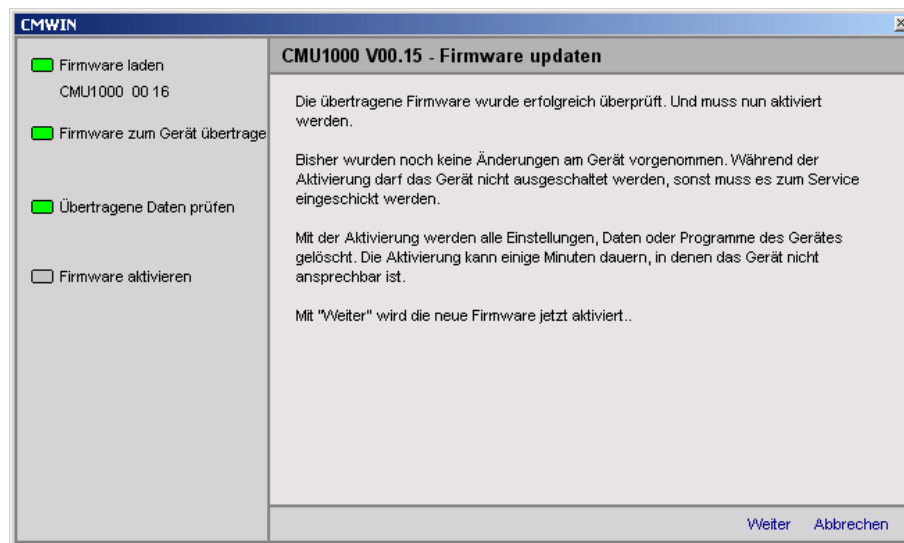 CMWIN
Firmware laden
CMU1000 00 16
Firmware zum Gerät übertrage
Übertragene Daten prüfen
Firmware aktivieren
CMU1000 V00.15 - Firmware updaten
Die übertragene Firmware wurde erfolgreich überprüft. Und muss nun aktiviert
werden.
Bisher wurden noch keine Änderungen am Gerät vorgenommen. Während der
Aktivierung darf das Gerät nicht ausgeschaltet werden, sonst muss es zum Service
eingeschickt werden.
Mit der Aktivierung werden alle Einstellungen, Daten oder Programme des Gerätes
gelöscht. Die Aktivierung kann einige Minuten dauern, in denen das Gerät nicht
ansprechbar ist.
Mit "Weiter" wird die neue Firmware jetzt aktiviert..
Weiter Abbrechen